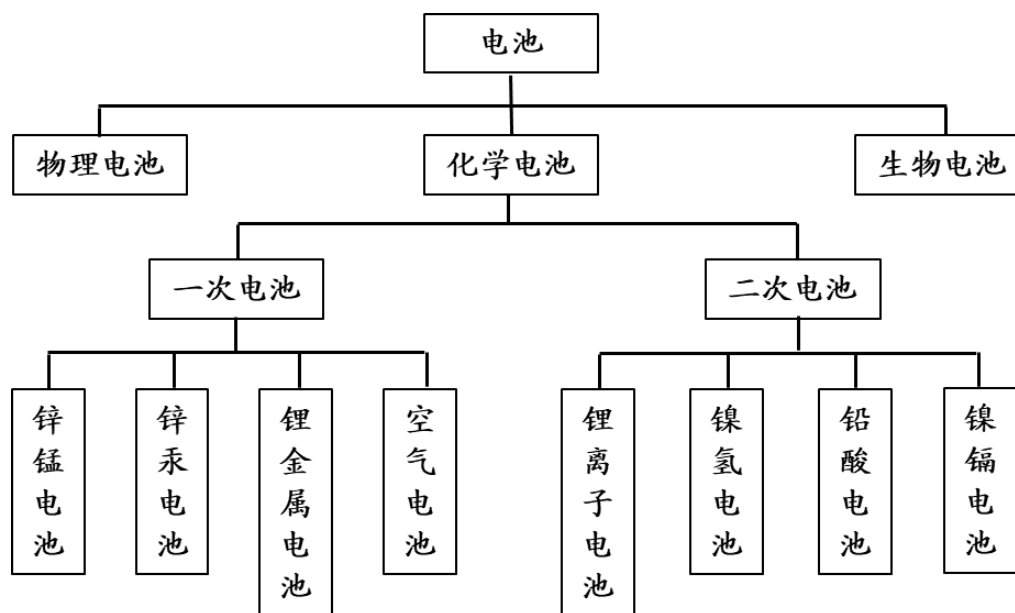 电池
物理电池
化学电池
生物电池
一次电池
二次电池
锌锰电池
锌汞电池
锂金属电池
空气电池
锂离子电池
镍氢电池
铅酸电池
镍镉电池